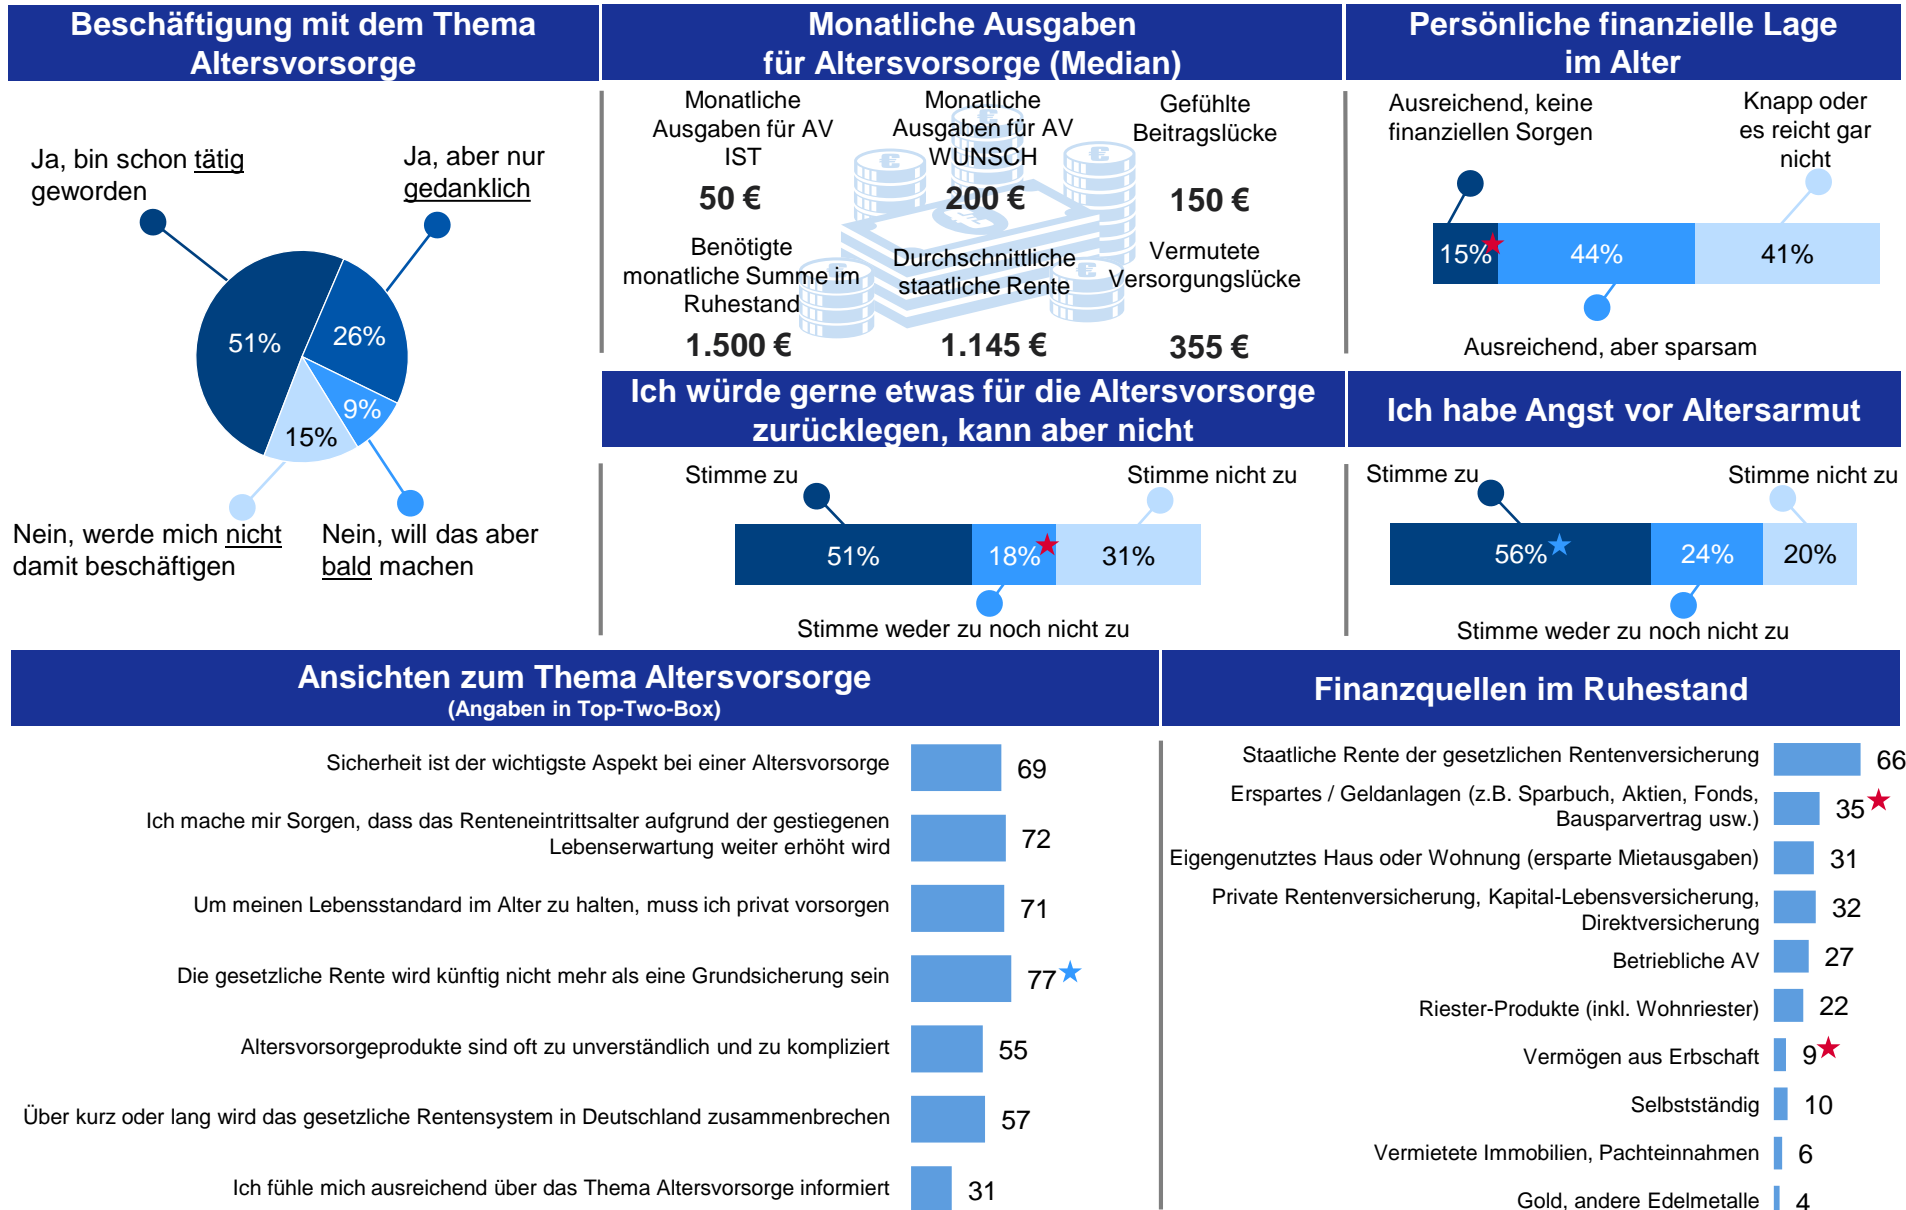 Beschäftigung mit dem Thema
Altersvorsorge
Ja, bin schon tätig
geworden
Ja, aber nur
gedanklich
51%
26%
9%
15%
Nein, werde mich nicht
damit beschäftigen
Nein, will das aber
bald machen
Monatliche Ausgaben
für Altersvorsorge (Median)
Monatliche
Ausgaben für AV
IST
50 €
Monatliche
Ausgaben für AV
WUNSCH
200 €
Gefühlte
Beitragslücke
150 €
Benötigte
monatliche Summe im
Ruhestand
1.500 €
Durchschnittliche
staatliche Rente
1.145 €
Vermutete
Versorgungslücke
355 €
Persönliche finanzielle Lage
im Alter
Ausreichend, keine
finanziellen Sorgen
Knapp oder
es reicht gar
nicht
15%
44%
41%
Ausreichend, aber sparsam
Ich würde gerne etwas für die Altersvorsorge
zurücklegen, kann aber nicht
Stimme zu
Stimme nicht zu
51%
18%
31%
Stimme weder zu noch nicht zu
Ich habe Angst vor Altersarmut
Stimme zu
Stimme nicht zu
56%
24%
20%
Stimme weder zu noch nicht zu
Ansichten zum Thema Altersvorsorge
(Angaben in Top-Two-Box)
Sicherheit ist der wichtigste Aspekt bei einer Altersvorsorge
69
Ich mache mir Sorgen, dass das Renteneintrittsalter aufgrund der gestiegenen
Lebenserwartung weiter erhöht wird
72
Um meinen Lebensstandard im Alter zu halten, muss ich privat vorsorgen
71
Die gesetzliche Rente wird künftig nicht mehr als eine Grundsicherung sein
77
Altersvorsorgeprodukte sind oft zu unverständlich und zu kompliziert
55
Über kurz oder lang wird das gesetzliche Rentensystem in Deutschland zusammenbrechen
57
Ich fühle mich ausreichend über das Thema Altersvorsorge informiert
31
Finanzquellen im Ruhestand
Staatliche Rente der gesetzlichen Rentenversicherung
66
Erspartes / Geldanlagen (z.B. Sparbuch, Aktien, Fonds,
Bausparvertrag usw.)
35
Eigengenutztes Haus oder Wohnung (ersparte Mietausgaben)
31
Private Rentenversicherung, Kapital-Lebensversicherung,
Direktversicherung
32
Betriebliche AV
27
Riester-Produkte (inkl. Wohnriester)
22
Vermögen aus Erbschaft
9
Selbstständig
10
Vermietete Immobilien, Pachteinnahmen
6
Gold, andere Edelmetalle
4